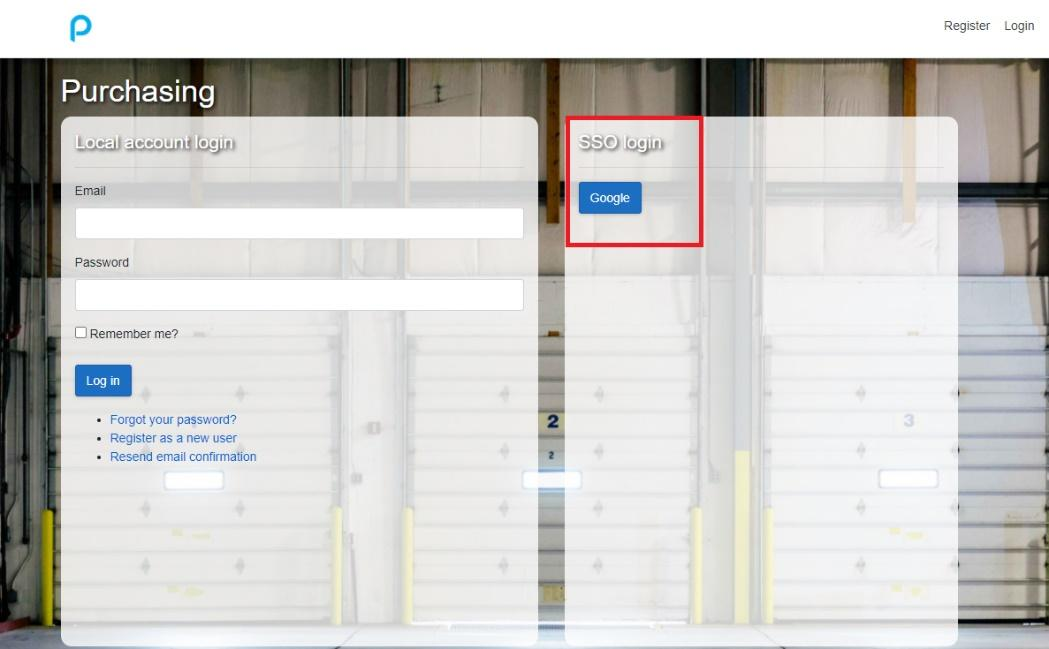 Register Login
Purchasing
Local account login
Email
Password
Remember me?
Log in
Forgot your password?
Register as a new user
Resend email confirmation
SSO login
Google
2
2
3